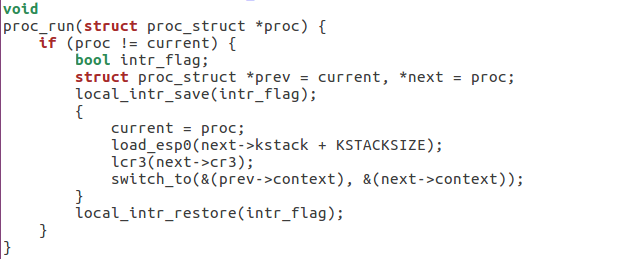 void
proc_run(struct proc_struct *proc) {
    if (proc != current) {
        bool intr_flag;
        struct proc_struct *prev = current, *next = proc;
        local_intr_save(intr_flag);
        {
            current = proc;
            load_esp0(next->kstack + KSTACKSIZE);
            lcr3(next->cr3);
            switch_to(&(prev->context), &(next->context));
        }
        local_intr_restore(intr_flag);
    }
}